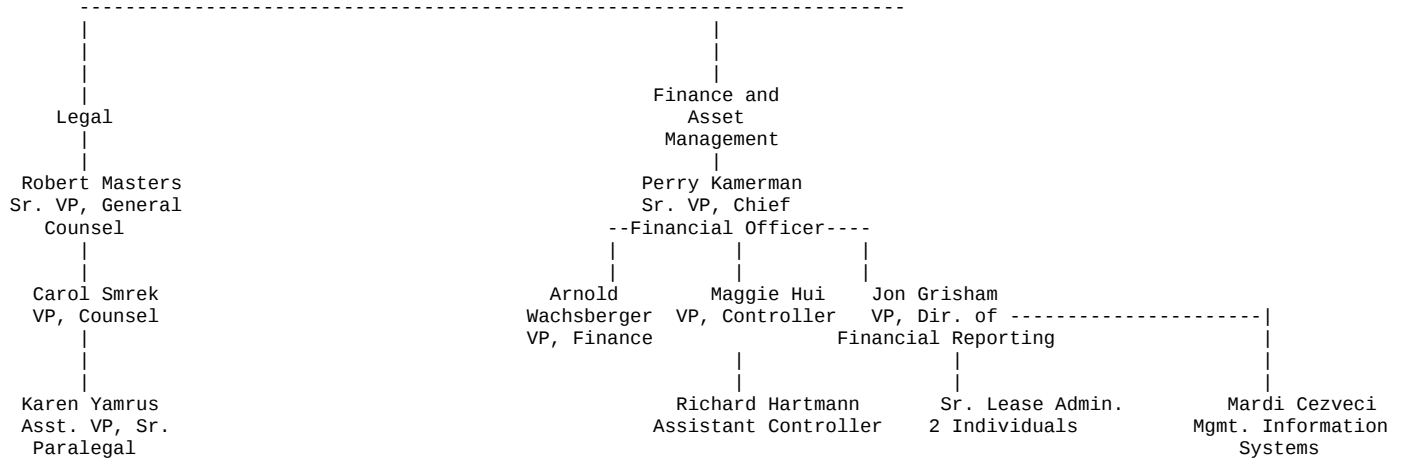 Legal Finance and
Asset
Management
Robert Masters Perry Kamerman
Sr. VP, General Sr. VP, Chief
Counsel --Financial Officer----
Carol Smrek Arnold Maggie Hui Jon Grisham
VP, Counsel Wachsberger VP, Controller VP, Dir. of ----------------------|
VP, Finance Financial Reporting
Karen Yamrus Richard Hartmann Sr. Lease Admin. Mardi Cezveci
Asst. VP, Sr. Assistant Controller 2 Individuals Mgmt. Information
Paralegal Systems